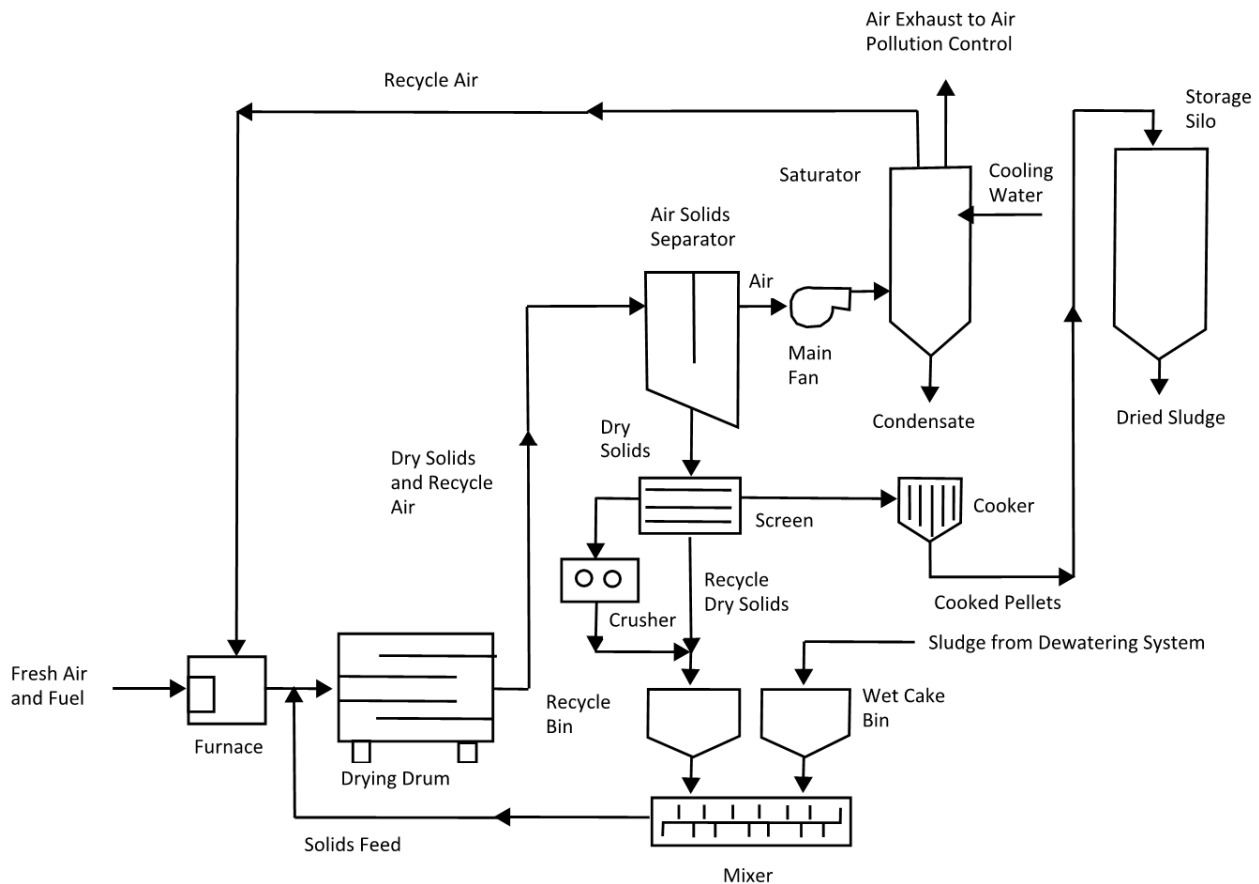 Air Exhaust to Air
Pollution Control
Recycle Air
Storage
Silo
Saturator
Cooling
Water
Air Solids
Separator
Air
Main
Fan
Condensate
Dried Sludge
Dry
Solids
Dry Solids
and Recycle
Air
Screen
Cooker
Recycle
Dry Solids
Cooked Pellets
Crusher
Sludge from Dewatering System
Fresh Air
and Fuel
Recycle
Bin
Wet Cake
Bin
Furnace
Drying Drum
Solids Feed
Mixer